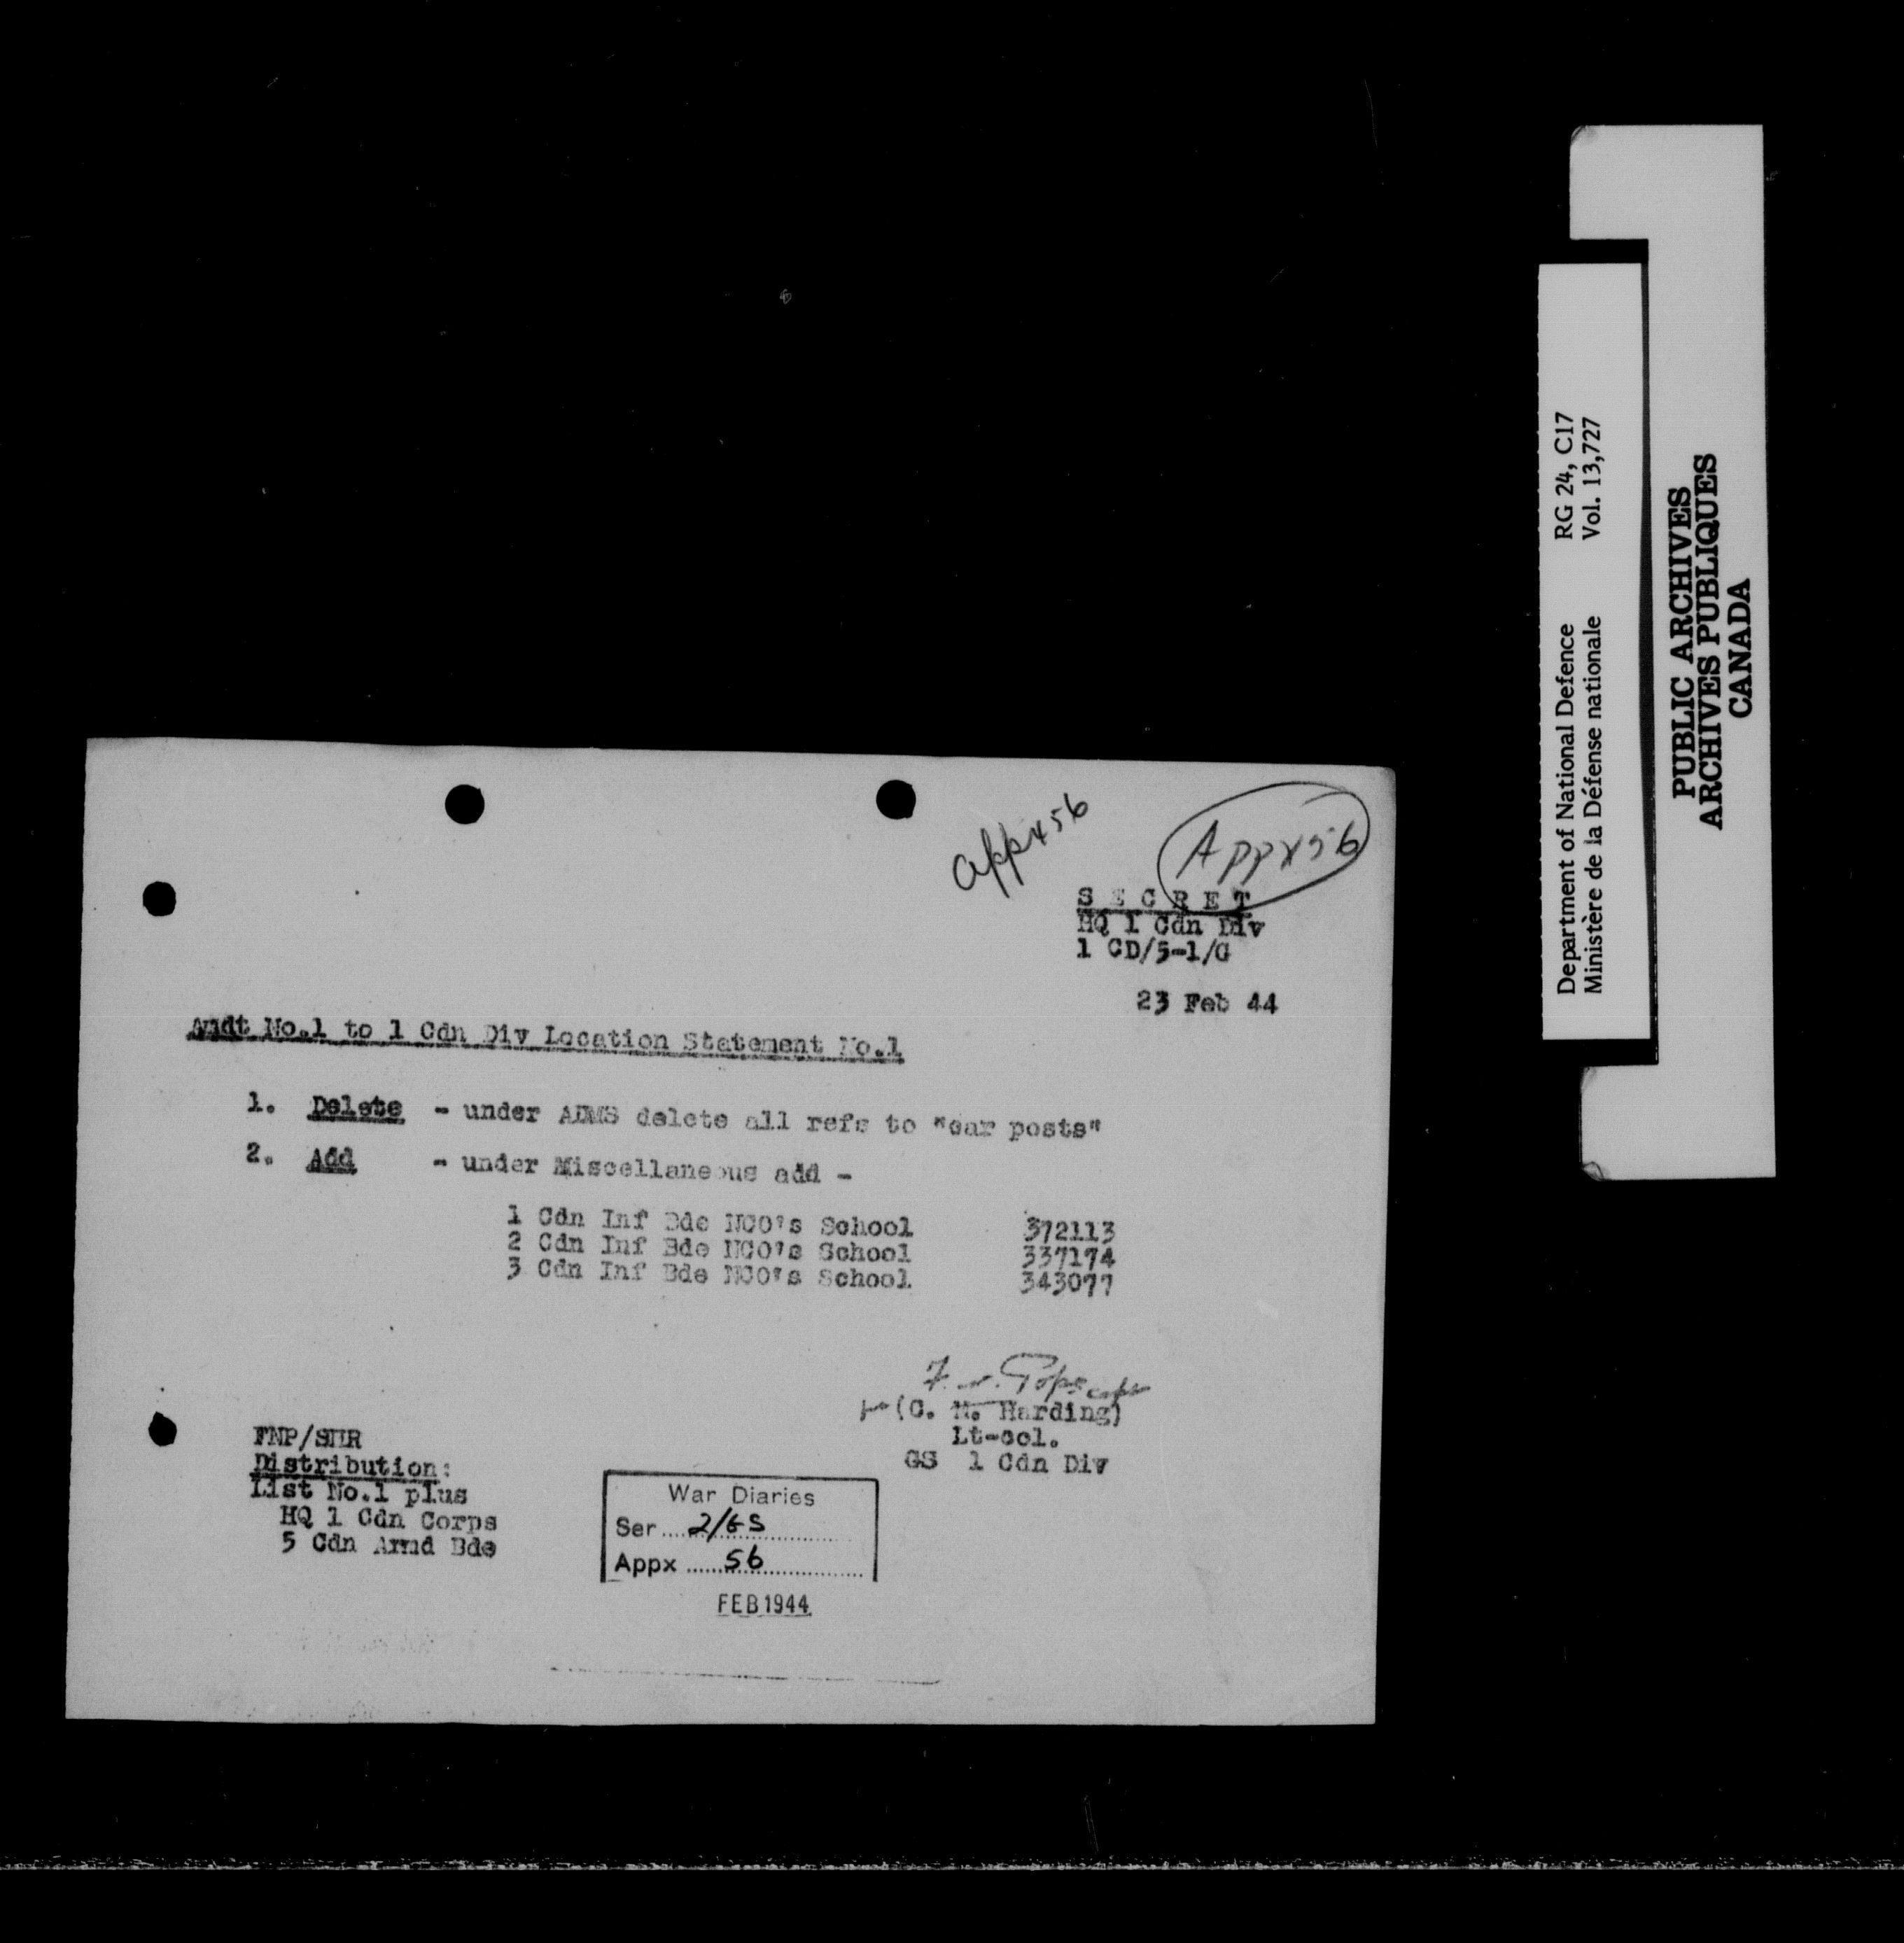 Appx 56
Appx 56
S E C R E T
HQ 1 Cdn Div
1 CD/5-1/G
23 Feb 44
Amdt No.1 to 1 Cdn Div Location Statement No.1
1. Delete - under ADMS delete all refs to "car posts"
2. Add - under Miscellaneous add -
1 Cdn Inf Bde NCO's School 372113
2 Cdn Inf Bde NCO's School 337174
3 Cdn Inf Bde NCO's School 343077
Pope Capt
for (C. M. Harding)
Lt-col.
GS 1 Cdn Div
Distribution:
List No.1 plus
HQ 1 Cdn Corps
5 Cdn Armd Bde
War Diaries
Ser 2/GS
Appx 56
FEB 1944
Department of National Defence RG 24, C17
Ministère de la Défense nationale Vol. 13,727
PUBLIC ARCHIVES
ARCHIVES PUBLIQUES
CANADA